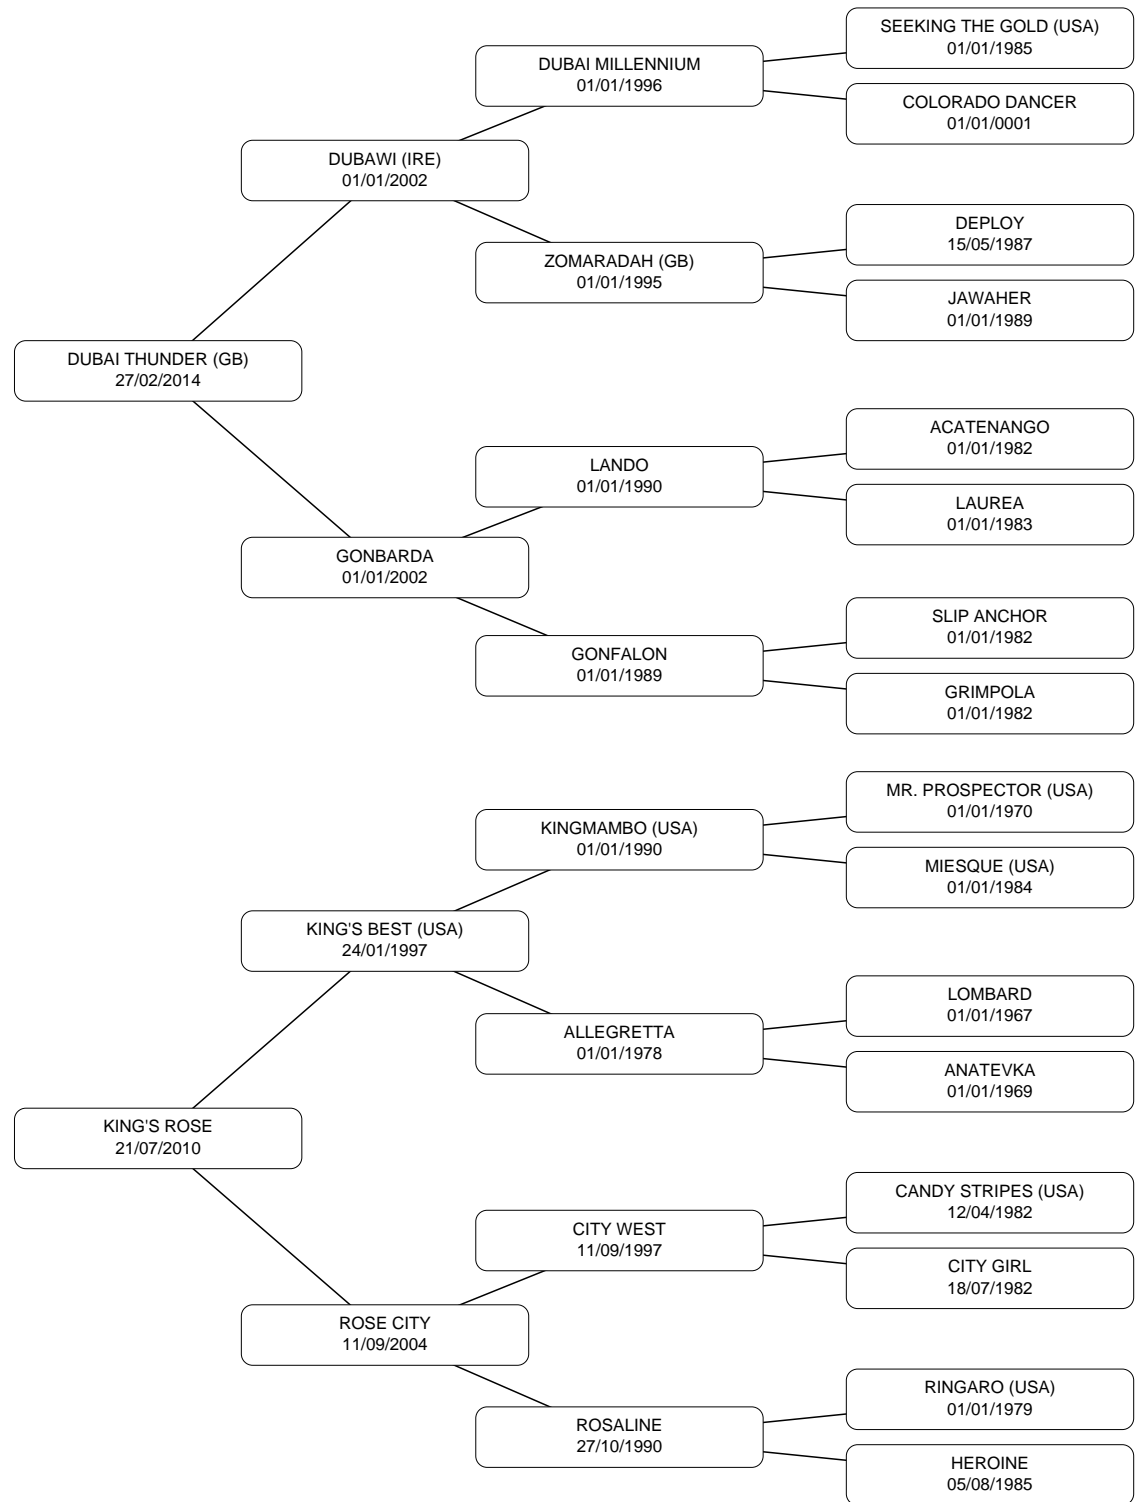 SEEKING THE GOLD (USA)
01/01/1985
DUBAI MILLENNIUM
01/01/1996
COLORADO DANCER
01/01/0001
DUBAWI (IRE)
01/01/2002
DEPLOY
15/05/1987
ZOMARADAH (GB)
01/01/1995
JAWAHER
01/01/1989
DUBAI THUNDER (GB)
27/02/2014
ACATENANGO
01/01/1982
LANDO
01/01/1990
LAUREA
01/01/1983
GONBARDA
01/01/2002
SLIP ANCHOR
01/01/1982
GONFALON
01/01/1989
GRIMPOLA
01/01/1982
MR. PROSPECTOR (USA)
01/01/1970
KINGMAMBO (USA)
01/01/1990
MIESQUE (USA)
01/01/1984
KING'S BEST (USA)
24/01/1997
LOMBARD
01/01/1967
ALLEGRETTA
01/01/1978
ANATEVKA
01/01/1969
KING'S ROSE
21/07/2010
CANDY STRIPES (USA)
12/04/1982
CITY WEST
11/09/1997
CITY GIRL
18/07/1982
ROSE CITY
11/09/2004
RINGARO (USA)
01/01/1979
ROSALINE
27/10/1990
HEROINE
05/08/1985